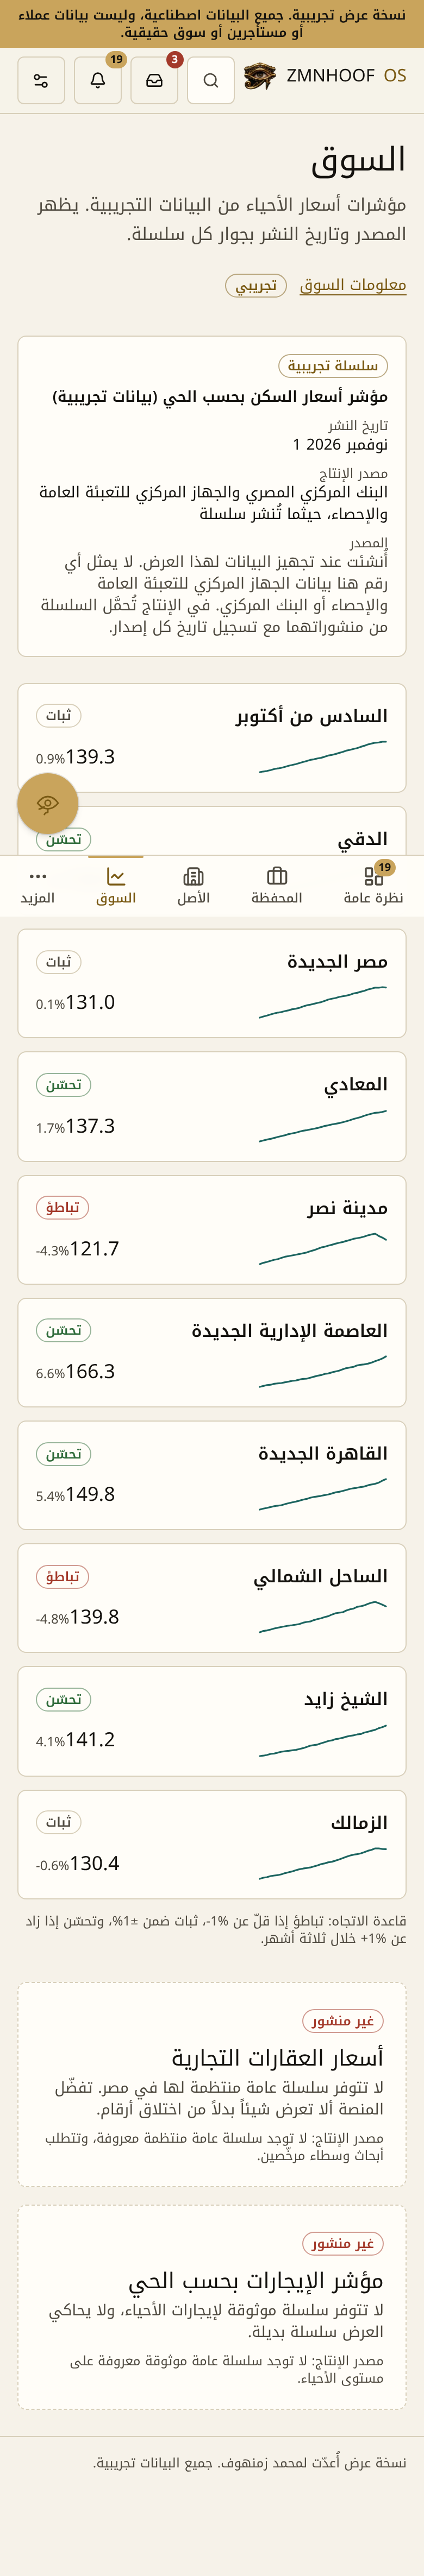 نسخة عرض تجريبية. جميع البيانات اصطناعية، وليست بيانات عملاء
أو مستأجرين أو سوق حقيقية.
ZMNHOOF OS
3
19
السوق
مؤشرات أسعار الأحياء من البيانات التجريبية. يظهر
المصدر وتاريخ النشر بجوار كل سلسلة.
معلومات السوق
تجريبي
سلسلة تجريبية
مؤشر أسعار السكن بحسب الحي (بيانات تجريبية)
تاريخ النشر
1 نوفمبر 2026
مصدر الإنتاج
البنك المركزي المصري والجهاز المركزي للتعبئة العامة
والإحصاء، حيثما تُنشر سلسلة
المصدر
أُنشئت عند تجهيز البيانات لهذا العرض. لا يمثل أي
رقم هنا بيانات الجهاز المركزي للتعبئة العامة
والإحصاء أو البنك المركزي. في الإنتاج تُحمَّل السلسلة
من منشوراتهما مع تسجيل تاريخ كل إصدار.
السادس من أكتوبر
ثبات
139.3
0.9%
الدقي
تحسّن
19
نظرة عامة
المحفظة
الأصل
السوق
المزيد
مصر الجديدة
ثبات
131.0
0.1%
المعادي
تحسّن
137.3
1.7%
مدينة نصر
تباطؤ
121.7
-4.3%
العاصمة الإدارية الجديدة
تحسّن
166.3
6.6%
القاهرة الجديدة
تحسّن
149.8
5.4%
الساحل الشمالي
تباطؤ
139.8
-4.8%
الشيخ زايد
تحسّن
141.2
4.1%
الزمالك
ثبات
130.4
-0.6%
قاعدة الاتجاه: تباطؤ إذا قلّ عن 1%-، ثبات ضمن ±1%، وتحسّن إذا زاد
عن 1%+ خلال ثلاثة أشهر.
غير منشور
أسعار العقارات التجارية
لا تتوفر سلسلة عامة منتظمة لها في مصر. تفضّل
المنصة ألا تعرض شيئاً بدلاً من اختلاق أرقام.
مصدر الإنتاج: لا توجد سلسلة عامة منتظمة معروفة، وتتطلب
أبحاث وسطاء مرخّصين.
غير منشور
مؤشر الإيجارات بحسب الحي
لا تتوفر سلسلة موثوقة لإيجارات الأحياء، ولا يحاكي
العرض سلسلة بديلة.
مصدر الإنتاج: لا توجد سلسلة عامة موثوقة معروفة على
مستوى الأحياء.
نسخة عرض أُعدّت لمحمد زمنهوف. جميع البيانات تجريبية.